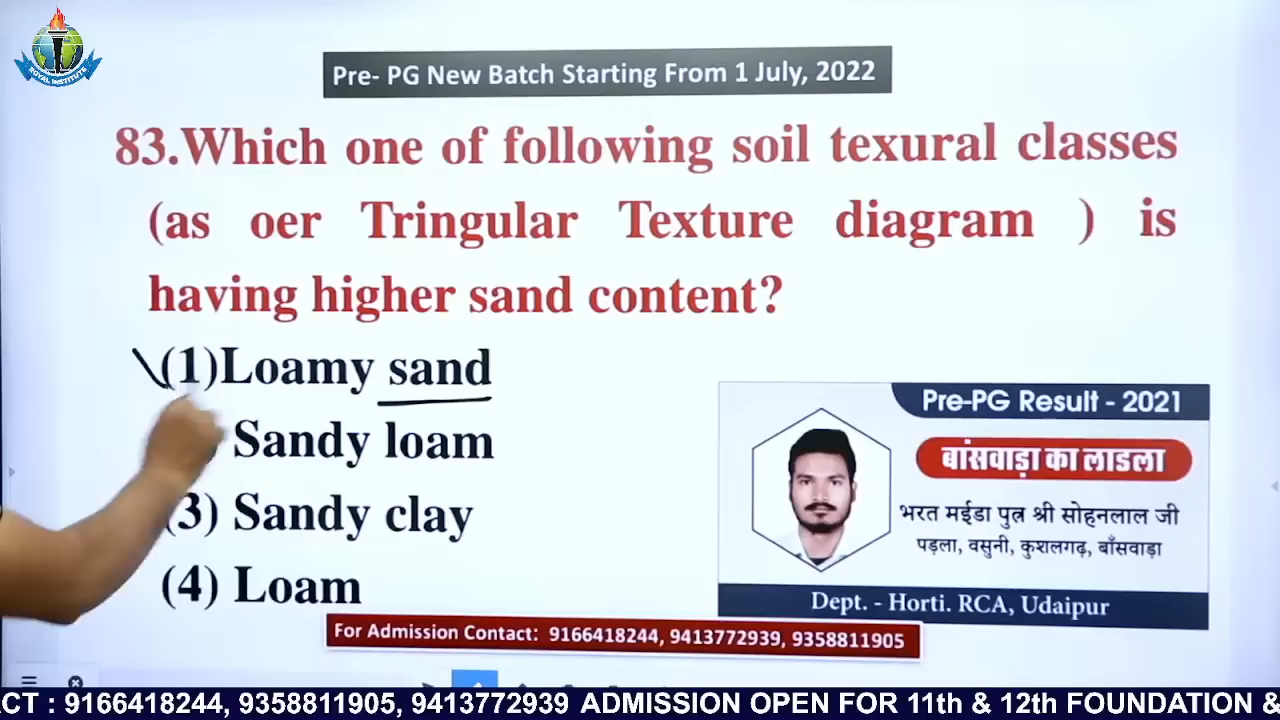 ROYAL INSTITUTE
Pre- PG New Batch Starting From 1 July, 2022
83.Which one of following soil texural classes
(as oer Tringular Texture diagram ) is
having higher sand content?
(1)Loamy sand
Sandy loam
(3) Sandy clay
(4) Loam
Pre-PG Result - 2021
बांसवाड़ा का लाडला
भरत मईडा पुत्र श्री सोहनलाल जी
पड़ला, वसुनी, कुशलगढ़, बाँसवाड़ा
Dept. - Horti. RCA, Udaipur
For Admission Contact: 9166418244, 9413772939, 9358811905
CT : 9166418244, 9358811905, 9413772939 ADMISSION OPEN FOR 11th & 12th FOUNDATION &